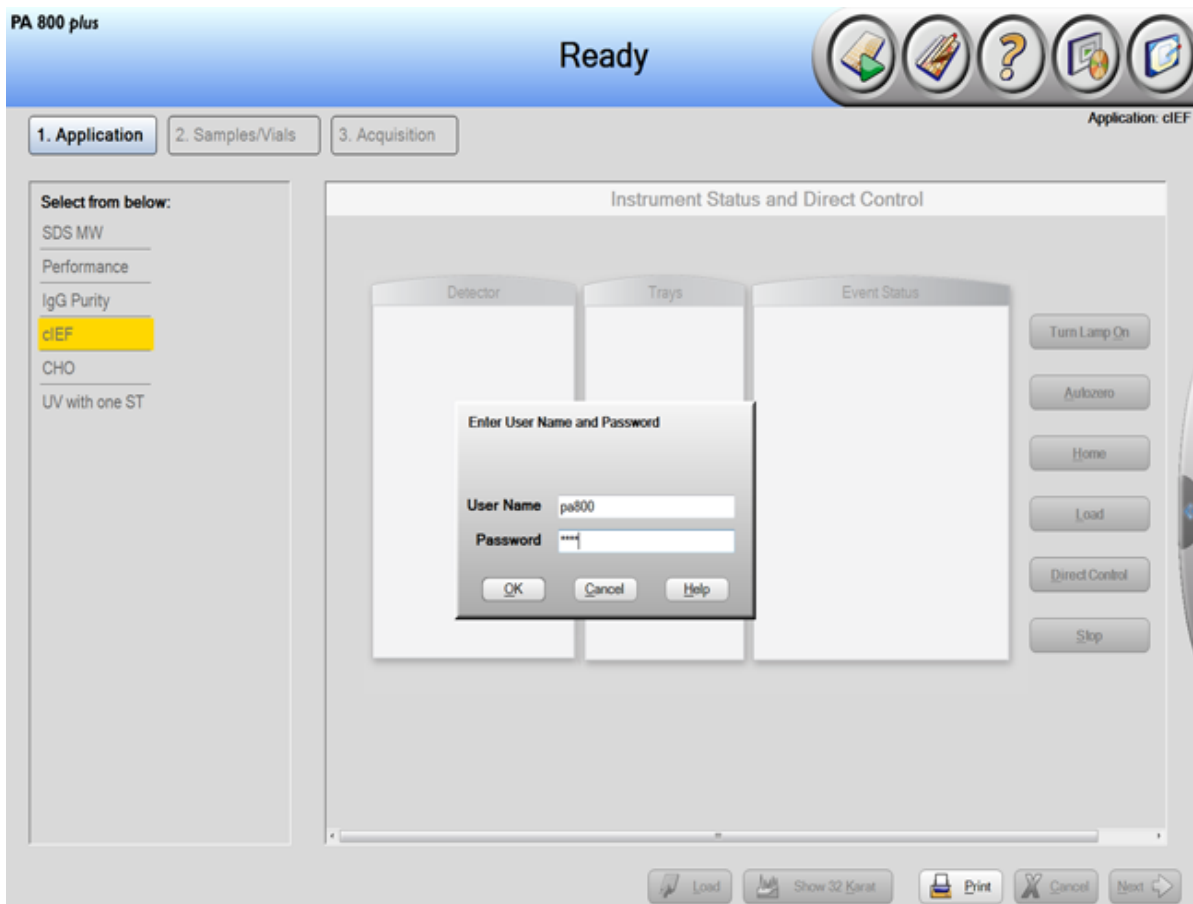 PA 800 plus
Ready
Application: cIEF
1. Application
2. Samples/Vials
3. Acquisition
Select from below:
SDS MW
Performance
IgG Purity
cIEF
CHO
UV with one ST
Instrument Status and Direct Control
Detector
Trays
Event Status
Turn Lamp On
Autozero
Home
Load
Direct Control
Stop
Enter User Name and Password
User Name pa800
Password ****
OK Cancel Help
Load Show 32 Karat Print Cancel Next